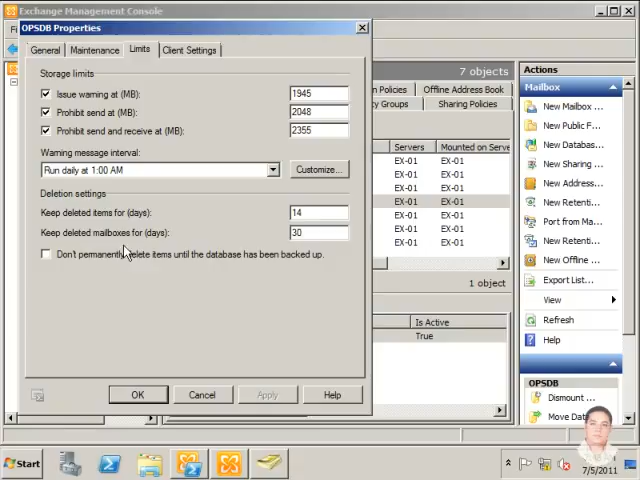 Exchange Management Console
OPSDB Properties
General
Maintenance
Limits
Client Settings
Storage limits
Issue warning at (MB):
1945
Prohibit send at (MB):
2048
Prohibit send and receive at (MB):
2355
Warning message interval:
Run daily at 1:00 AM
Customize...
Deletion settings
Keep deleted items for (days):
14
Keep deleted mailboxes for (days):
30
Don't permanently delete items until the database has been backed up.
OK
Cancel
Apply
Help
7 objects
n Policies
Offline Address Book
y Groups
Sharing Policies
Servers
Mounted on Serve
EX-01
EX-01
EX-01
EX-01
EX-01
EX-01
EX-01
EX-01
EX-01
EX-01
EX-01
EX-01
EX-01
EX-01
1 object
Is Active
True
Actions
Mailbox
New Mailbox ...
New Public F...
New Databas...
New Sharing ...
New Address...
New Retenti...
Port from Ma...
New Retenti...
New Offline ...
Export List...
View
Refresh
Help
OPSDB
Dismount ...
Move Dat
Start
7/5/2011